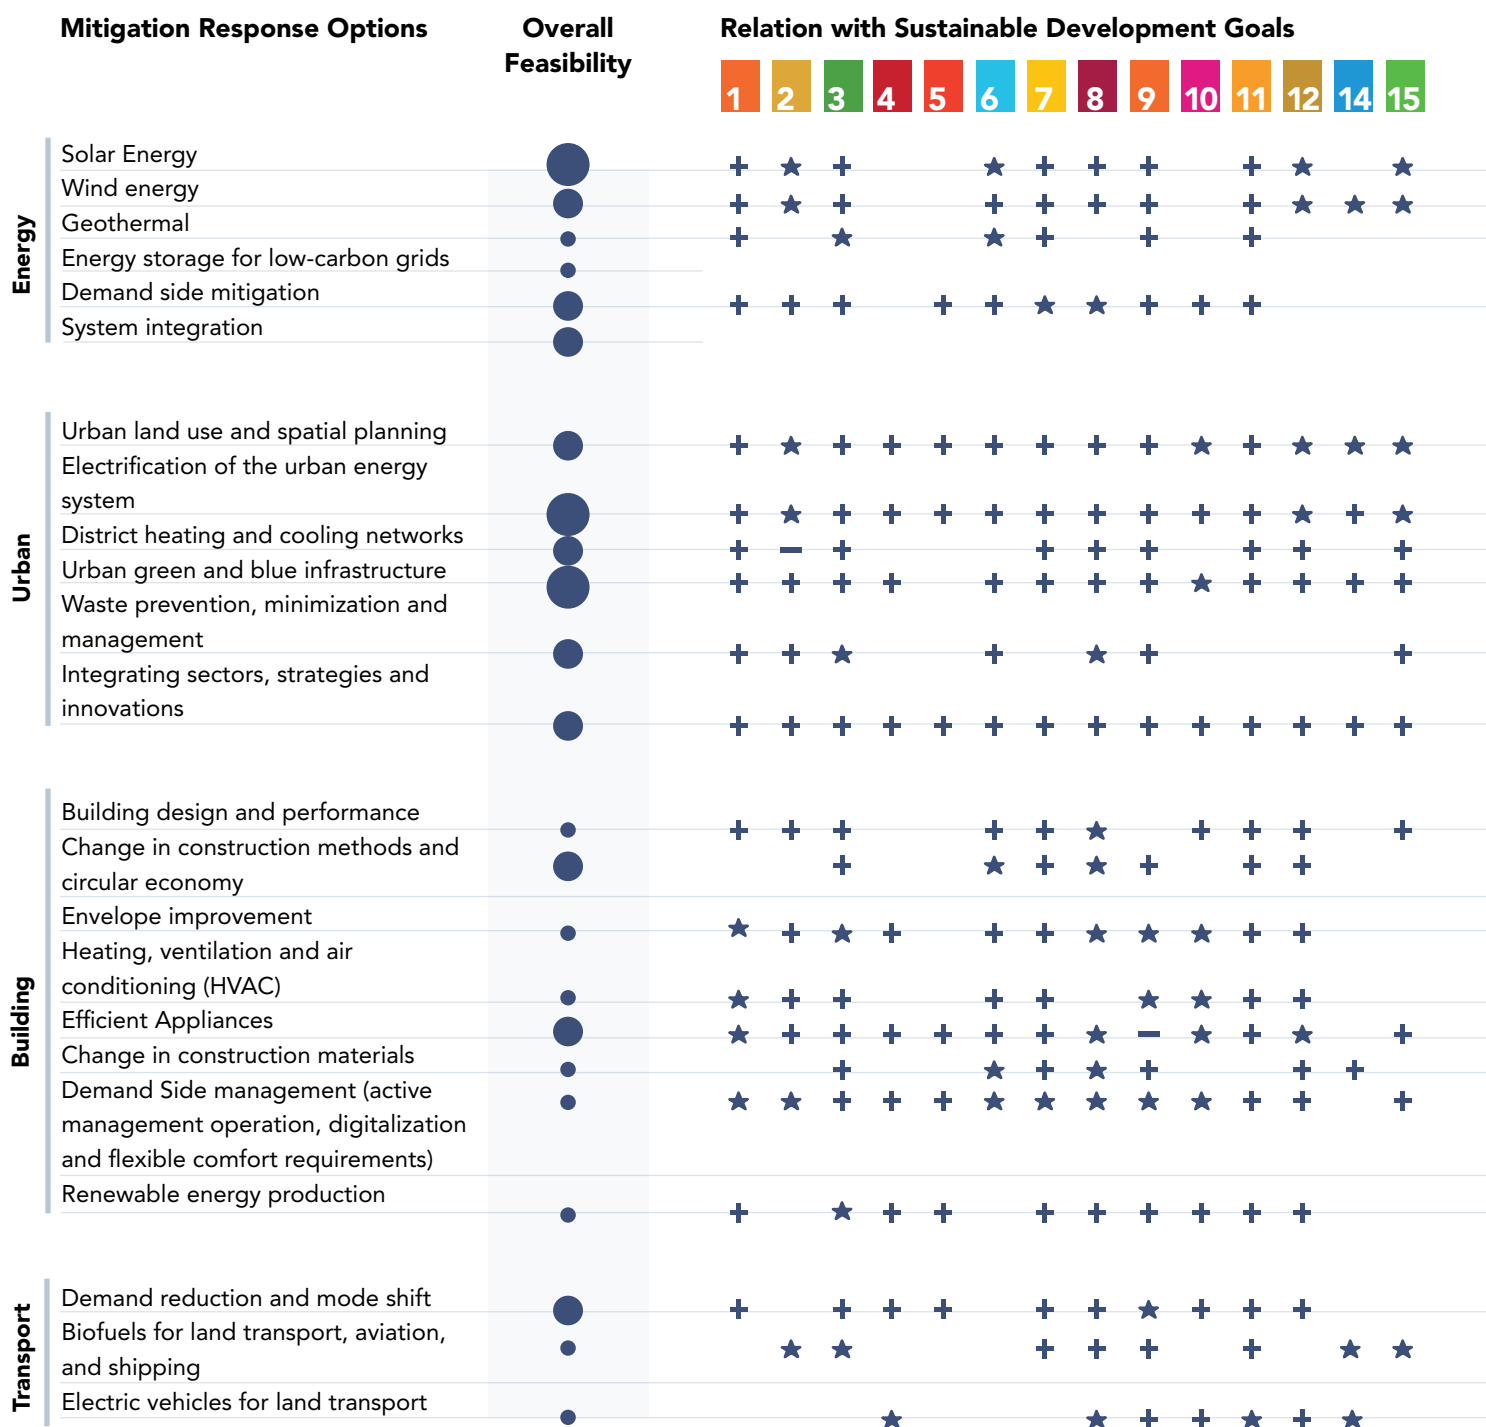 Mitigation Response Options
Overall
Feasibility
Relation with Sustainable Development Goals
1 2 3 4 5 6 7 8 9 10 11 12 14 15
Energy
Solar Energy
Wind energy
Geothermal
Energy storage for low-carbon grids
Demand side mitigation
System integration
Urban
Urban land use and spatial planning
Electrification of the urban energy
system
District heating and cooling networks
Urban green and blue infrastructure
Waste prevention, minimization and
management
Integrating sectors, strategies and
innovations
Building
Building design and performance
Change in construction methods and
circular economy
Envelope improvement
Heating, ventilation and air
conditioning (HVAC)
Efficient Appliances
Change in construction materials
Demand Side management (active
management operation, digitalization
and flexible comfort requirements)
Renewable energy production
Transport
Demand reduction and mode shift
Biofuels for land transport, aviation,
and shipping
Electric vehicles for land transport